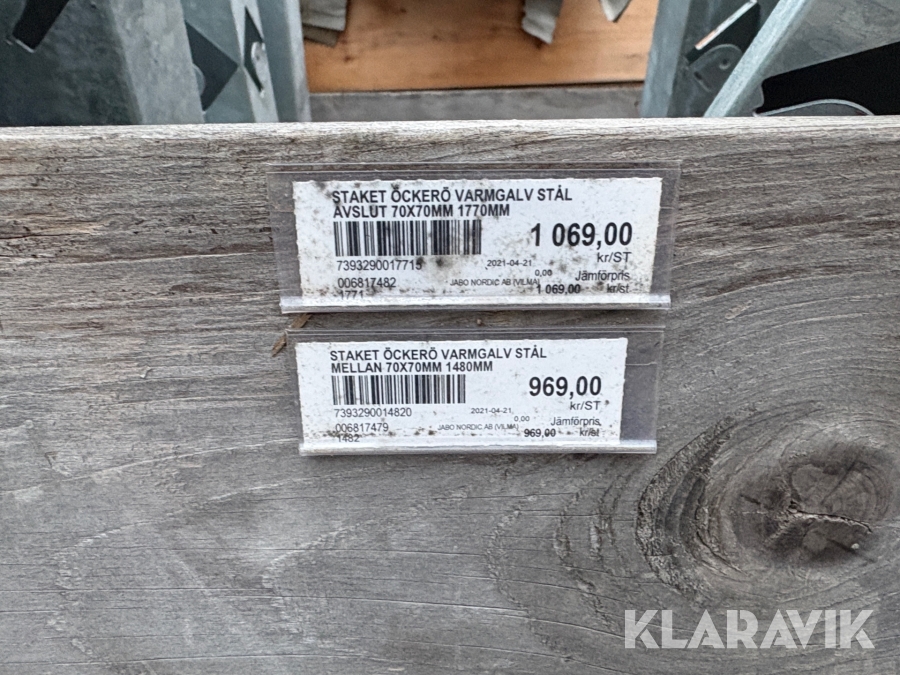 STAKET ÖCKERÖ VARMGALV STÅL
AVSLUT 70X70MM 1770MM
1 069,00
kr/ST
7393290017715
2021-04-21
0,00
Jämförpris
006817482
JABO NORDIC AB (VILMA)
1 069,00 kr/st
1771
STAKET ÖCKERÖ VARMGALV STÅL
MELLAN 70X70MM 1480MM
969,00
kr/ST
7393290014820
2021-04-21
0,00
Jämförpris
006817479
JABO NORDIC AB (VILMA)
969,00 kr/st
1482
KLARAVIK